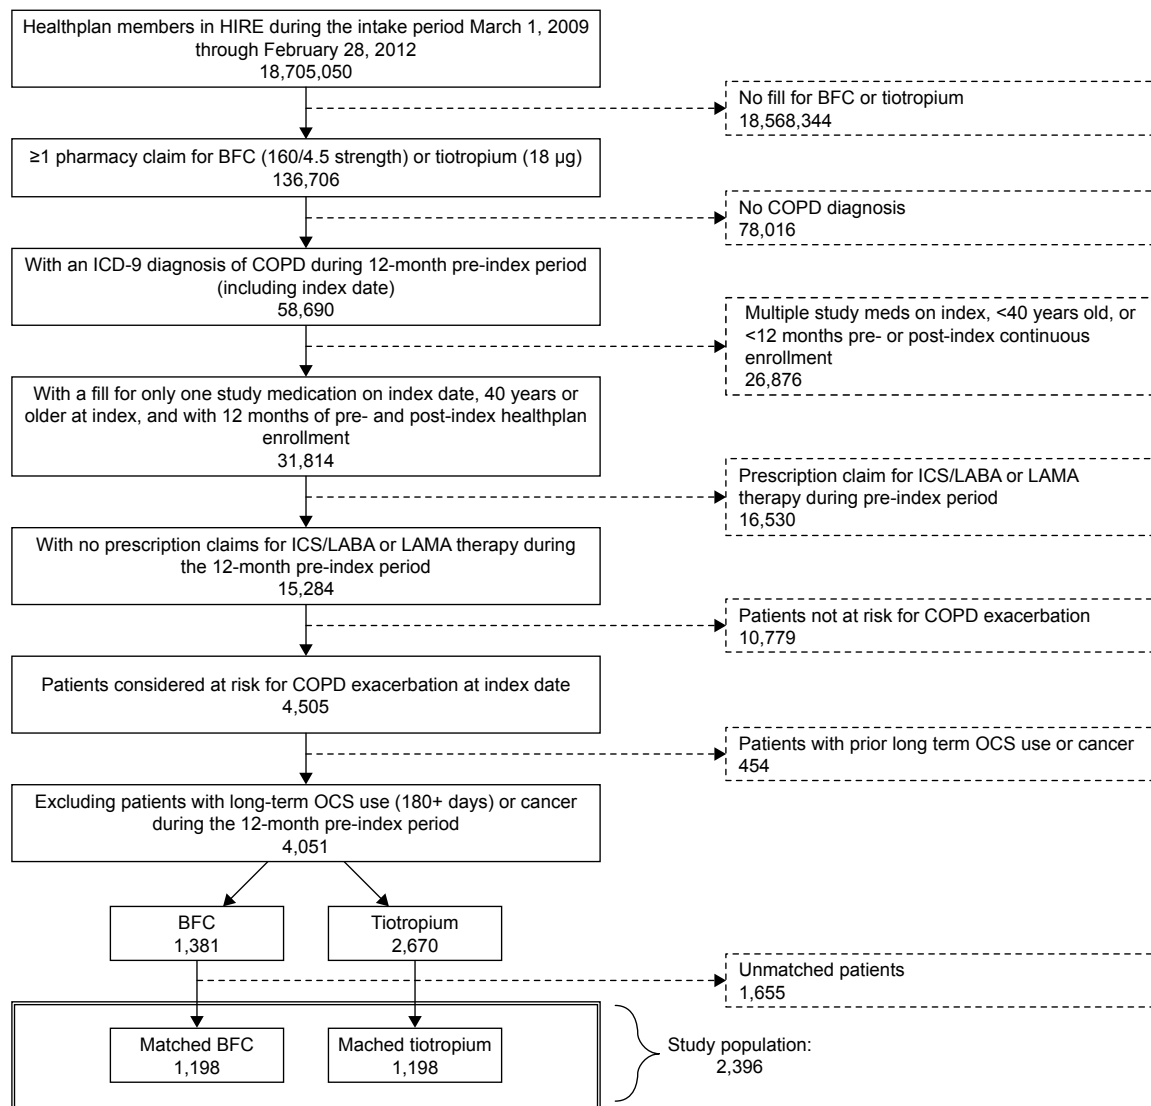 Healthplan members in HIRE during the intake period March 1, 2009
through February 28, 2012
18,705,050
No fill for BFC or tiotropium
18,568,344
≥1 pharmacy claim for BFC (160/4.5 strength) or tiotropium (18 µg)
136,706
No COPD diagnosis
78,016
With an ICD-9 diagnosis of COPD during 12-month pre-index period
(including index date)
58,690
Multiple study meds on index, <40 years old, or
<12 months pre- or post-index continuous
enrollment
26,876
With a fill for only one study medication on index date, 40 years or
older at index, and with 12 months of pre- and post-index healthplan
enrollment
31,814
Prescription claim for ICS/LABA or LAMA
therapy during pre-index period
16,530
With no prescription claims for ICS/LABA or LAMA therapy during
the 12-month pre-index period
15,284
Patients not at risk for COPD exacerbation
10,779
Patients considered at risk for COPD exacerbation at index date
4,505
Patients with prior long term OCS use or cancer
454
Excluding patients with long-term OCS use (180+ days) or cancer
during the 12-month pre-index period
4,051
BFC
1,381
Tiotropium
2,670
Unmatched patients
1,655
Matched BFC
1,198
Mached tiotropium
1,198
Study population:
2,396